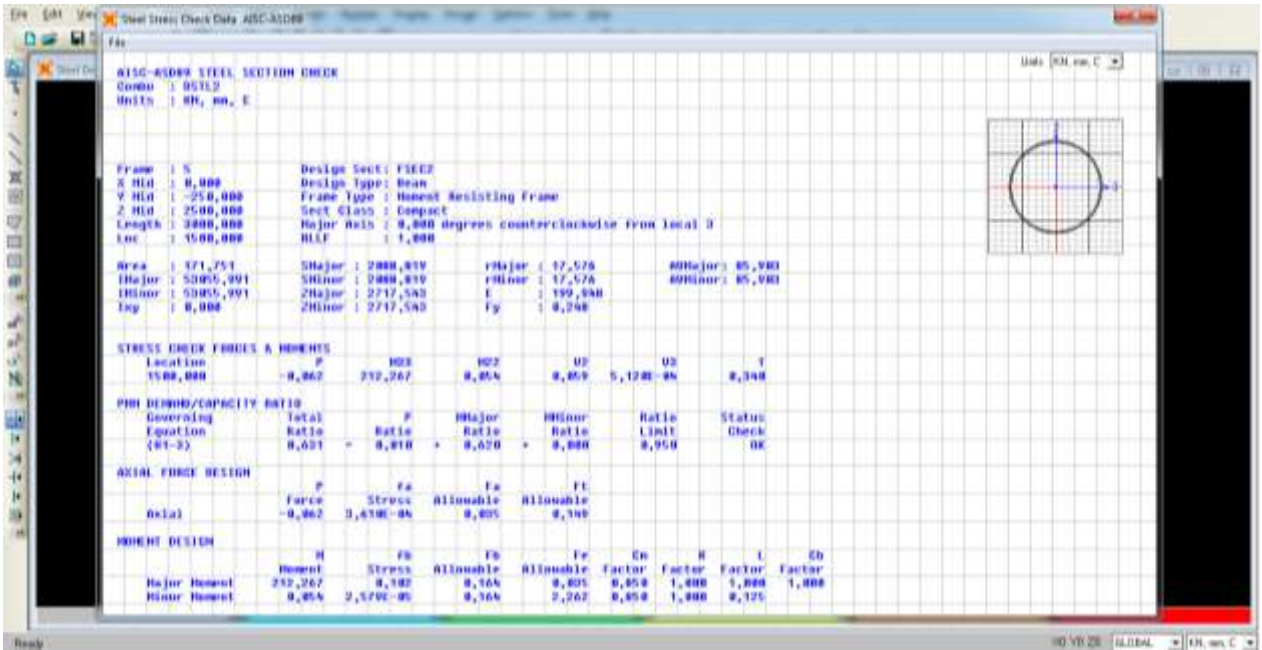 File Edit
Steel Stress Check Data AISC-ASD89
File
Units KN, mm, C
AISC-ASD89 STEEL SECTION CHECK
Combo : DSTL2
Units : KN, mm, C
Frame : 5 Design Sect: FSEC2
X Mid : 0,000 Design Type: Beam
Y Mid : -250,000 Frame Type : Moment Resisting Frame
Z Mid : 2500,000 Sect Class : Compact
Length : 3000,000 Major Axis : 0,000 degrees counterclockwise from local 3
Loc : 1500,000 RLLF : 1,000
Area : 171,751 SMajor : 2080,019 rMajor : 17,576 AVMajor: 85,903
IMajor : 53055,991 SMinor : 2080,019 rMinor : 17,576 AVMinor: 85,903
IMinor : 53055,991 ZMajor : 2717,543 E : 199,948
Ixy : 0,000 ZMinor : 2717,543 Fy : 0,248
STRESS CHECK FORCES & MOMENTS
Location P M33 M22 V2 V3 T
1500,000 -0,062 212,267 0,054 0,059 5,120E-04 0,340
PMM DEMAND/CAPACITY RATIO
Governing Total P MMajor MMinor Ratio Status
Equation Ratio Ratio Ratio Ratio Limit Check
(H1-3) 0,631 = 0,010 + 0,620 + 0,000 0,950 OK
AXIAL FORCE DESIGN
P fa Fa Ft
Force Stress Allowable Allowable
Axial -0,062 3,610E-04 0,035 0,149
MOMENT DESIGN
M fb Fb Fe Cm K L Cb
Moment Stress Allowable Allowable Factor Factor Factor Factor
Major Moment 212,267 0,102 0,164 0,035 0,850 1,000 1,000 1,000
Minor Moment 0,054 2,579E-05 0,164 2,262 0,850 1,000 0,125
Ready
GLOBAL KN, mm, C